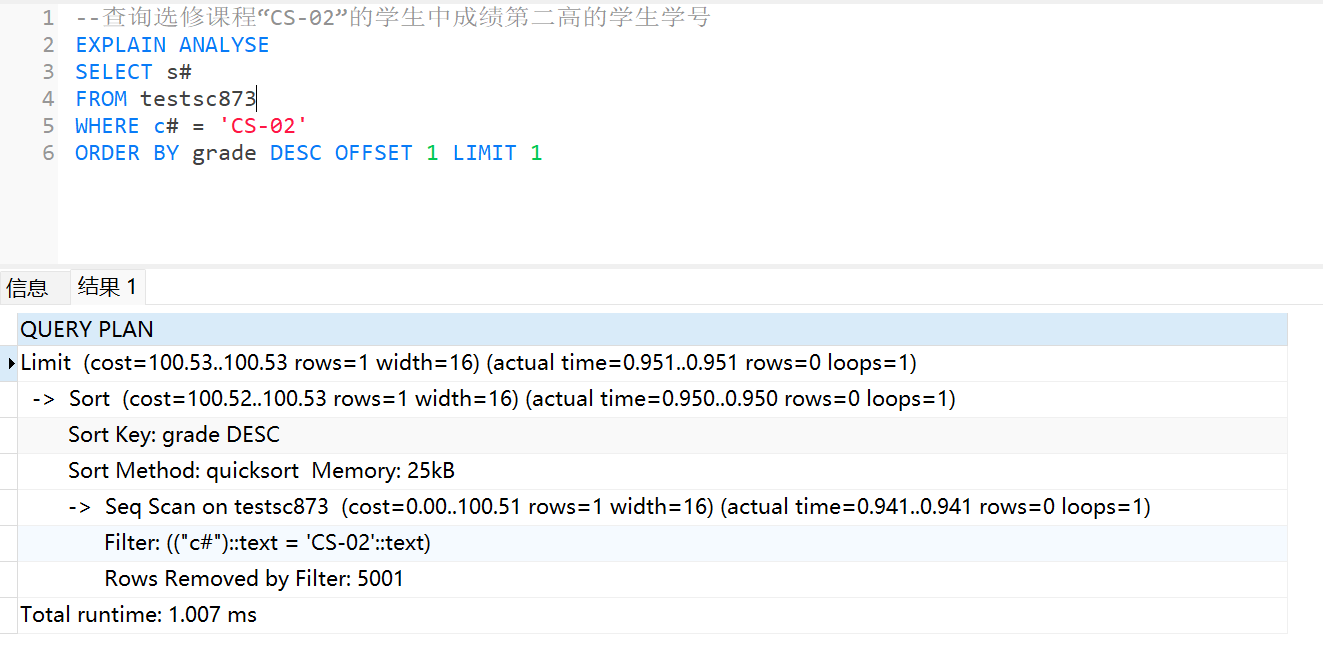 1 --查询选修课程“CS-02”的学生中成绩第二高的学生学号
2 EXPLAIN ANALYSE
3 SELECT s#
4 FROM testsc873
5 WHERE c# = 'CS-02'
6 ORDER BY grade DESC OFFSET 1 LIMIT 1
信息 结果 1
QUERY PLAN
Limit (cost=100.53..100.53 rows=1 width=16) (actual time=0.951..0.951 rows=0 loops=1)
-> Sort (cost=100.52..100.53 rows=1 width=16) (actual time=0.950..0.950 rows=0 loops=1)
Sort Key: grade DESC
Sort Method: quicksort Memory: 25kB
-> Seq Scan on testsc873 (cost=0.00..100.51 rows=1 width=16) (actual time=0.941..0.941 rows=0 loops=1)
Filter: (("c#")::text = 'CS-02'::text)
Rows Removed by Filter: 5001
Total runtime: 1.007 ms